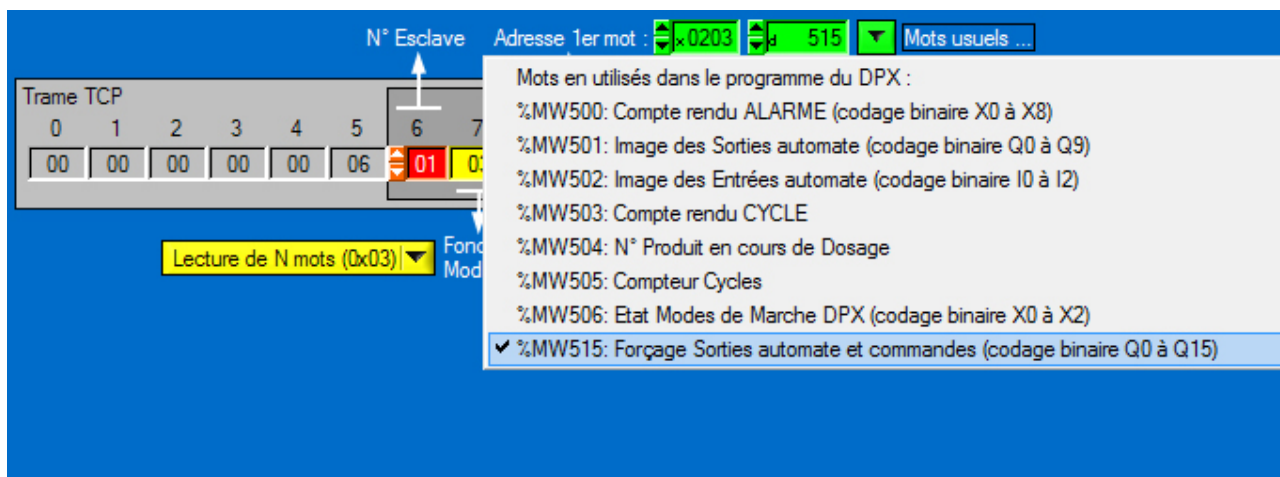 N° Esclave Adresse 1er mot : x0203 d 515 Mots usuels ...
Mots en utilisés dans le programme du DPX :
Trame TCP
%MW500: Compte rendu ALARME (codage binaire X0 à X8)
0 1 2 3 4 5 6 7
%MW501: Image des Sorties automate (codage binaire Q0 à Q9)
00 00 00 00 00 06 01
%MW502: Image des Entrées automate (codage binaire I0 à I2)
%MW503: Compte rendu CYCLE
Lecture de N mots (0x03)
%MW504: N° Produit en cours de Dosage
%MW505: Compteur Cycles
%MW506: Etat Modes de Marche DPX (codage binaire X0 à X2)
%MW515: Forçage Sorties automate et commandes (codage binaire Q0 à Q15)